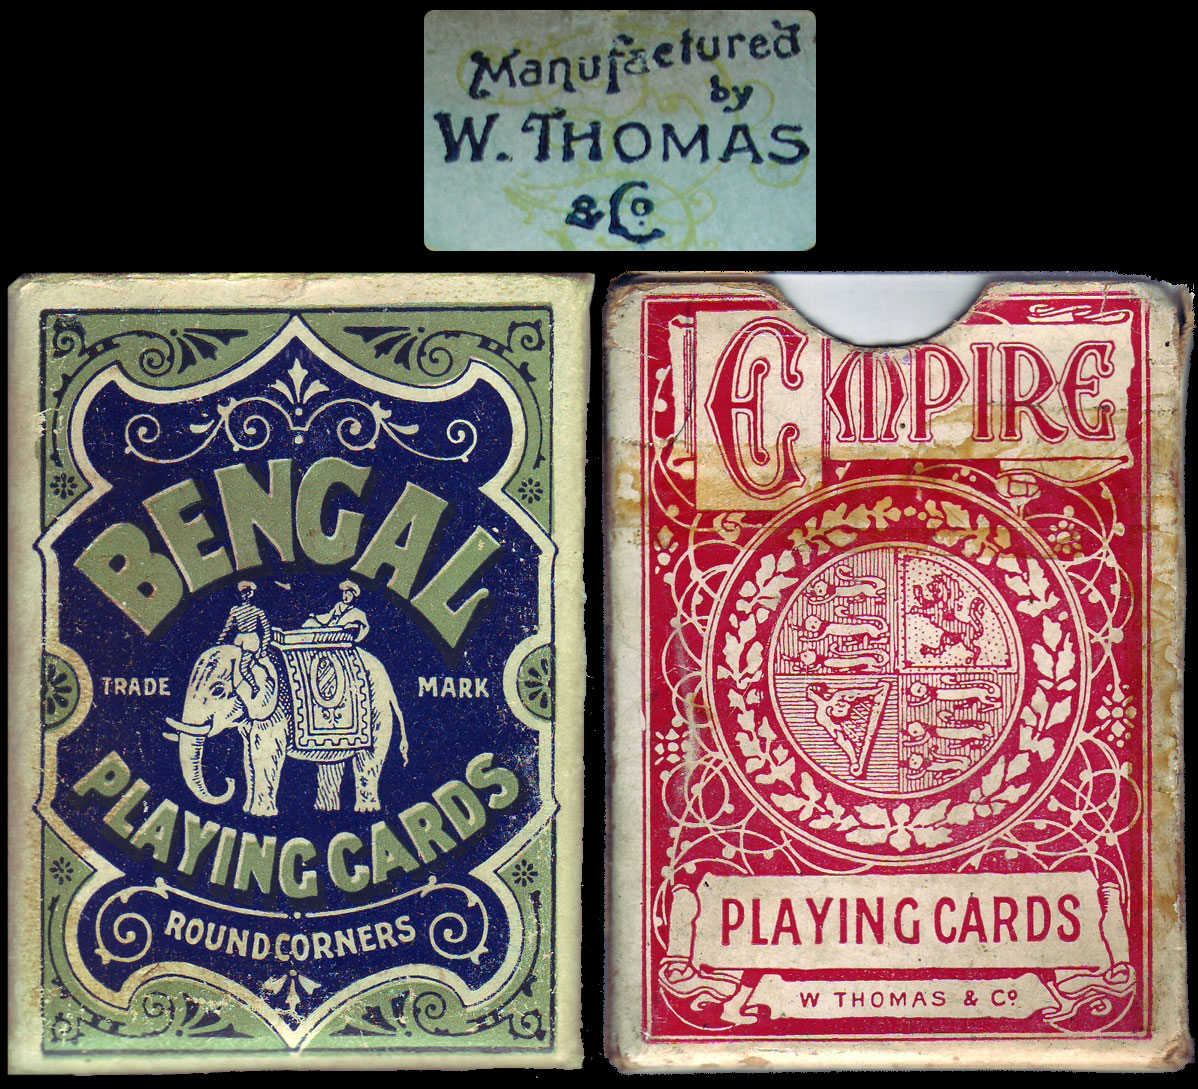 Manufactured
by
W. THOMAS
& Co.
BENGAL
TRADE MARK
PLAYING CARDS
ROUND CORNERS
EMPIRE
PLAYING CARDS
W THOMAS & Co.